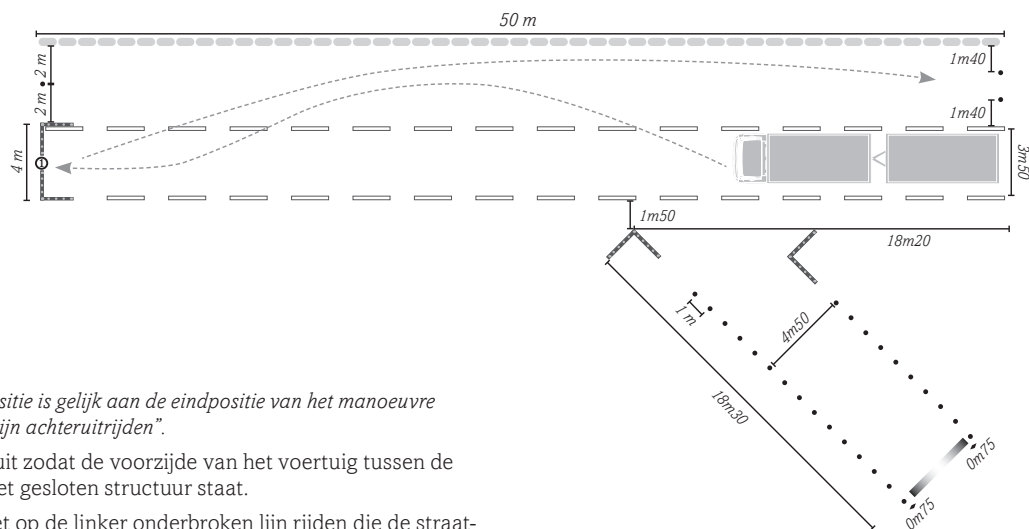 50 m
2 m
2 m
4 m
1
1m40
1m40
3m50
1m50
18m20
1 m
4m50
18m30
0m75
0m75
sitie is gelijk aan de eindpositie van het manoeuvre
ijn achteruitrijden”.
uit zodat de voorzijde van het voertuig tussen de
et gesloten structuur staat.
et op de linker onderbroken lijn rijden die de straat-